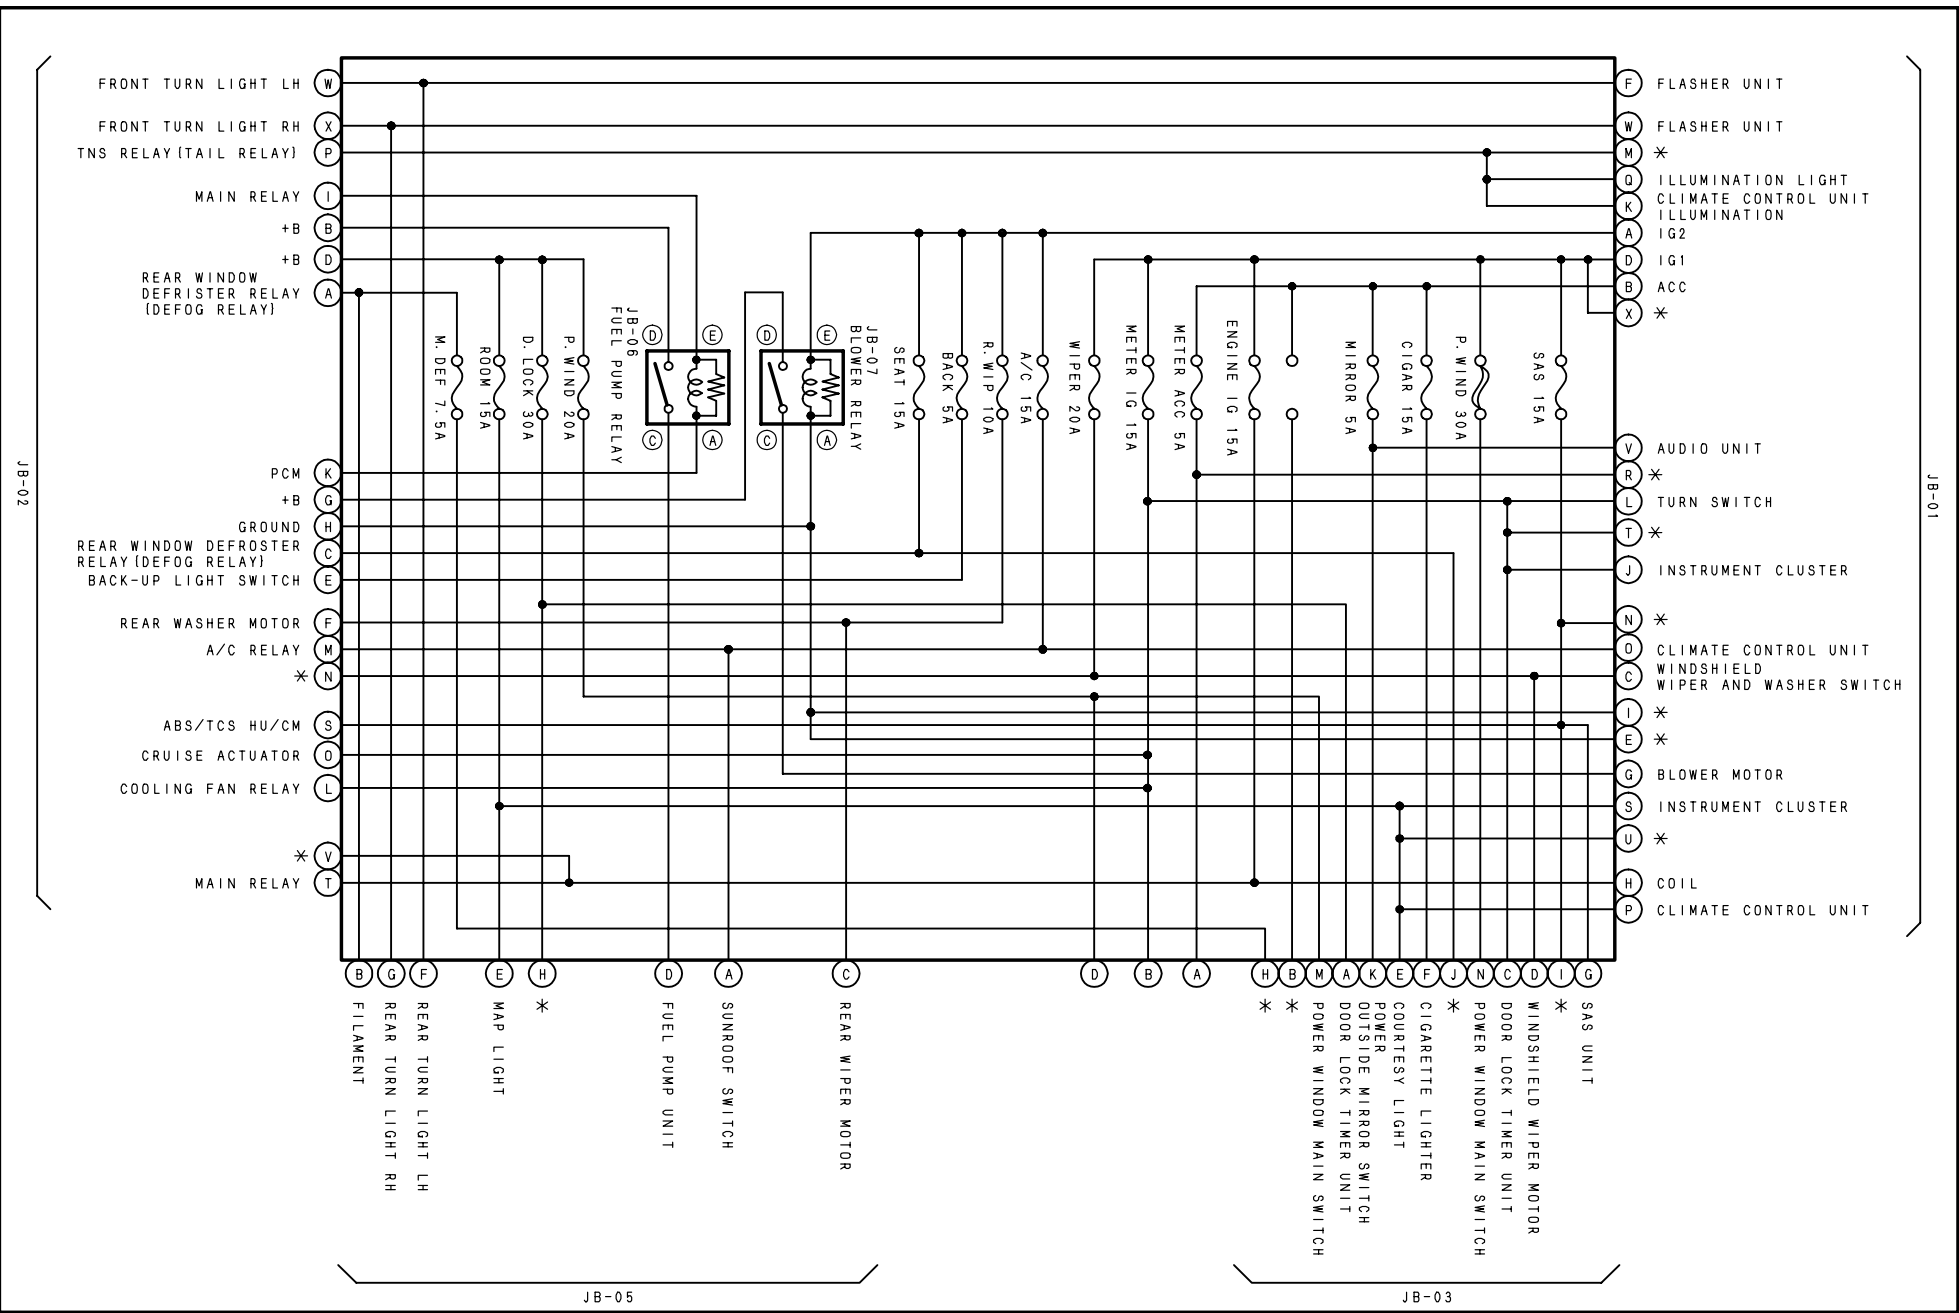 FRONT TURN LIGHT LH W
F FLASHER UNIT
FRONT TURN LIGHT RH X
W FLASHER UNIT
TNS RELAY(TAIL RELAY) P
M *
Q ILLUMINATION LIGHT
MAIN RELAY I
K CLIMATE CONTROL UNIT
ILLUMINATION
+B B
A IG2
+B D
D IG1
REAR WINDOW
DEFRISTER RELAY A
(DEFOG RELAY)
B ACC
X *
M. DEF 7. 5A
ROOM 15A
D. LOCK 30A
P. WIND 20A
JB-06
FUEL PUMP RELAY
D E
C A
JB-07
BLOWER RELAY
D E
C A
SEAT 15A
BACK 5A
R. WIP 10A
A/C 15A
WIPER 20A
METER IG 15A
METER ACC 5A
ENGINE IG 15A
MIRROR 5A
CIGAR 15A
P. WIND 30A
SAS 15A
JB-02
JB-01
PCM K
+B G
GROUND H
REAR WINDOW DEFROSTER C
RELAY(DEFOG RELAY)
BACK-UP LIGHT SWITCH E
REAR WASHER MOTOR F
A/C RELAY M
* N
ABS/TCS HU/CM S
CRUISE ACTUATOR O
COOLING FAN RELAY L
* V
MAIN RELAY T
V AUDIO UNIT
R *
L TURN SWITCH
T *
J INSTRUMENT CLUSTER
N *
O CLIMATE CONTROL UNIT
C WINDSHIELD
WIPER AND WASHER SWITCH
I *
E *
G BLOWER MOTOR
S INSTRUMENT CLUSTER
U *
H COIL
P CLIMATE CONTROL UNIT
B FILAMENT
G REAR TURN LIGHT RH
F REAR TURN LIGHT LH
E MAP LIGHT
H *
D FUEL PUMP UNIT
A SUNROOF SWITCH
C REAR WIPER MOTOR
D
B
A
H *
B *
M POWER WINDOW MAIN SWITCH
A DOOR LOCK TIMER UNIT
K POWER
OUTSIDE MIRROR SWITCH
E COURTESY LIGHT
F CIGARETTE LIGHTER
J *
N POWER WINDOW MAIN SWITCH
C DOOR LOCK TIMER UNIT
D WINDSHIELD WIPER MOTOR
I *
G SAS UNIT
JB-05
JB-03